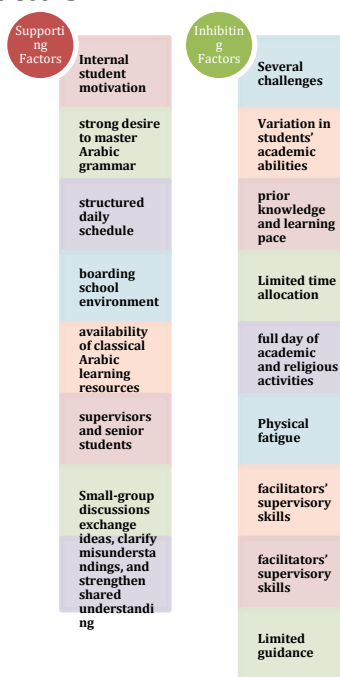 Supporti
ng
Factors
Internal
student
motivation
strong desire
to master
Arabic
grammar
structured
daily
schedule
boarding
school
environment
availability
of classical
Arabic
learning
resources
supervisors
and senior
students
Small-group
discussions
exchange
ideas, clarify
misundersta
ndings, and
strengthen
shared
understandi
ng
Inhibitin
g
Factors
Several
challenges
Variation in
students’
academic
abilities
prior
knowledge
and learning
pace
Limited time
allocation
full day of
academic
and religious
activities
Physical
fatigue
facilitators’
supervisory
skills
facilitators’
supervisory
skills
Limited
guidance